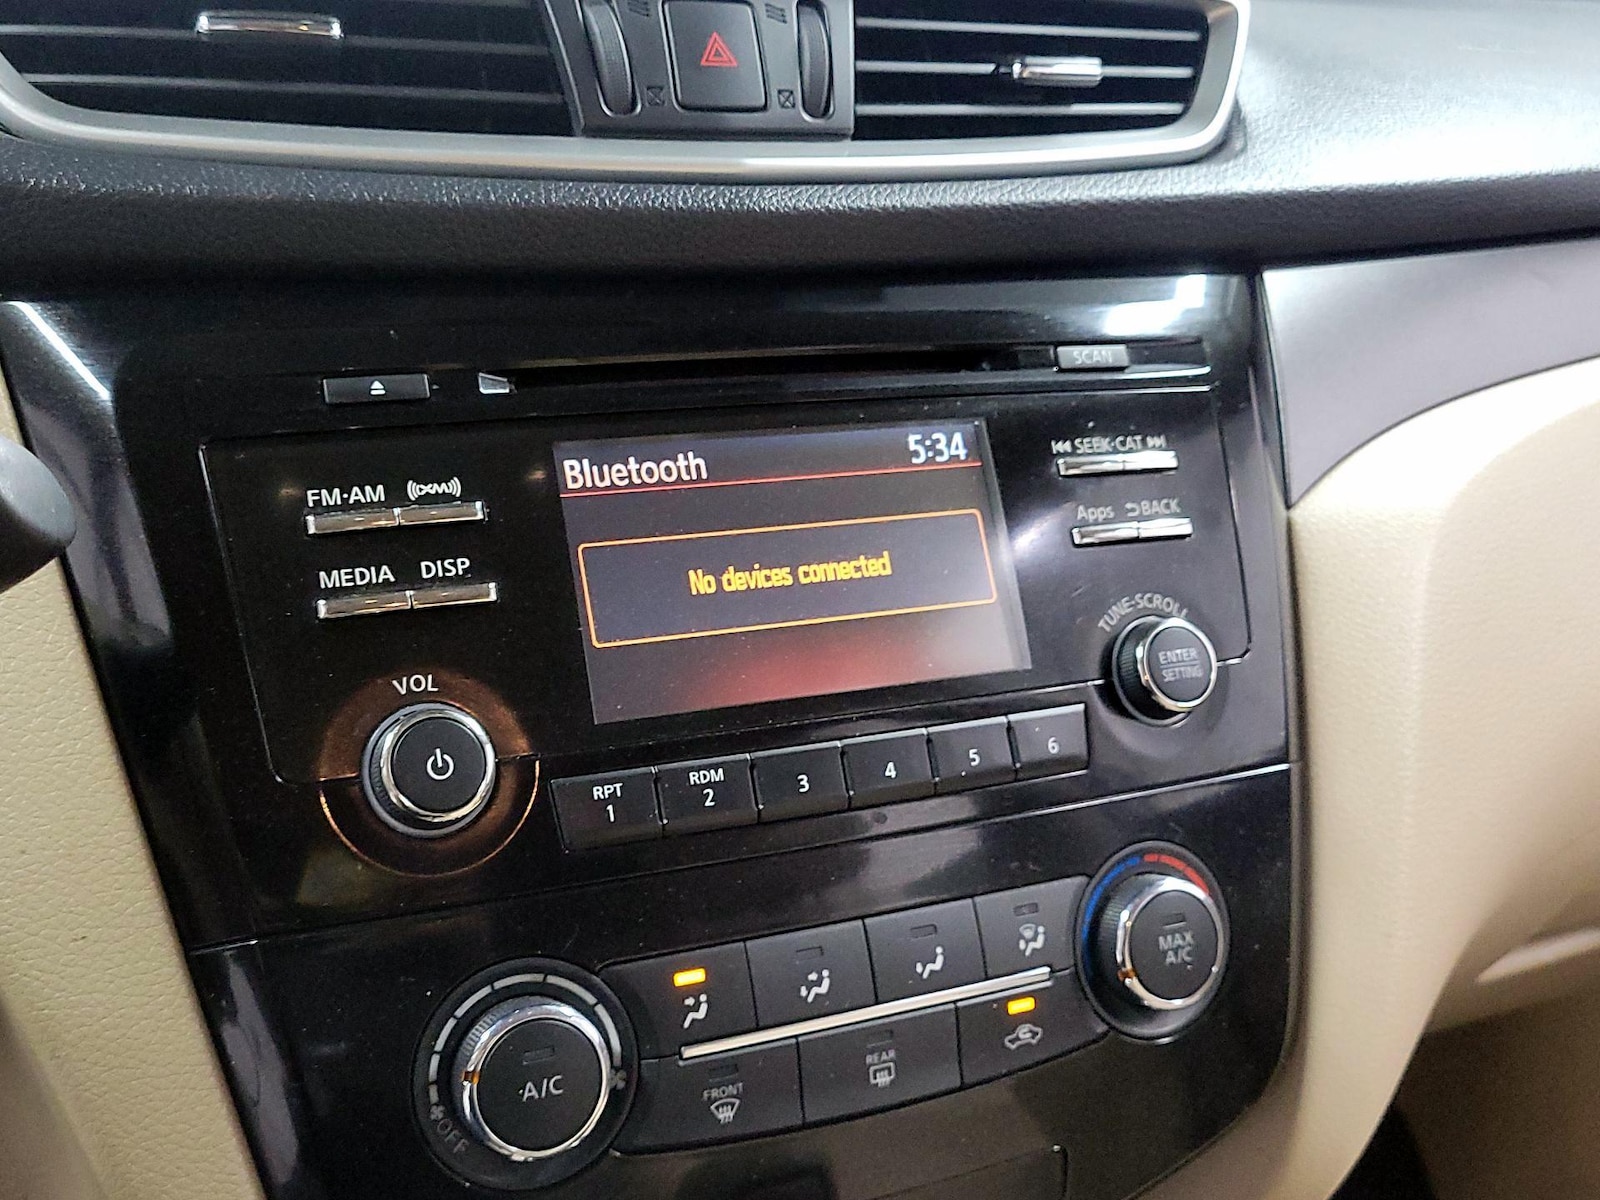 SCAN
Bluetooth 5:34
No devices connected
FM·AM ((XM))
MEDIA DISP
VOL
SEEK·CAT
Apps BACK
TUNE·SCROLL
ENTER
SETTING
RPT
1
RDM
2
3
4
5
6
MAX
A/C
A/C
OFF
FRONT
REAR